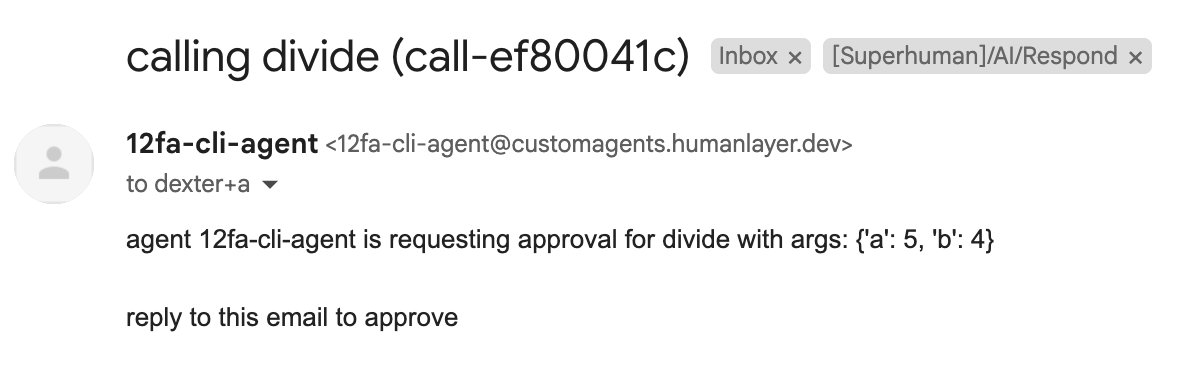 calling divide (call-ef80041c) Inbox × [Superhuman]/AI/Respond ×
12fa-cli-agent <12fa-cli-agent@customagents.humanlayer.dev>
to dexter+a
agent 12fa-cli-agent is requesting approval for divide with args: {'a': 5, 'b': 4}
reply to this email to approve